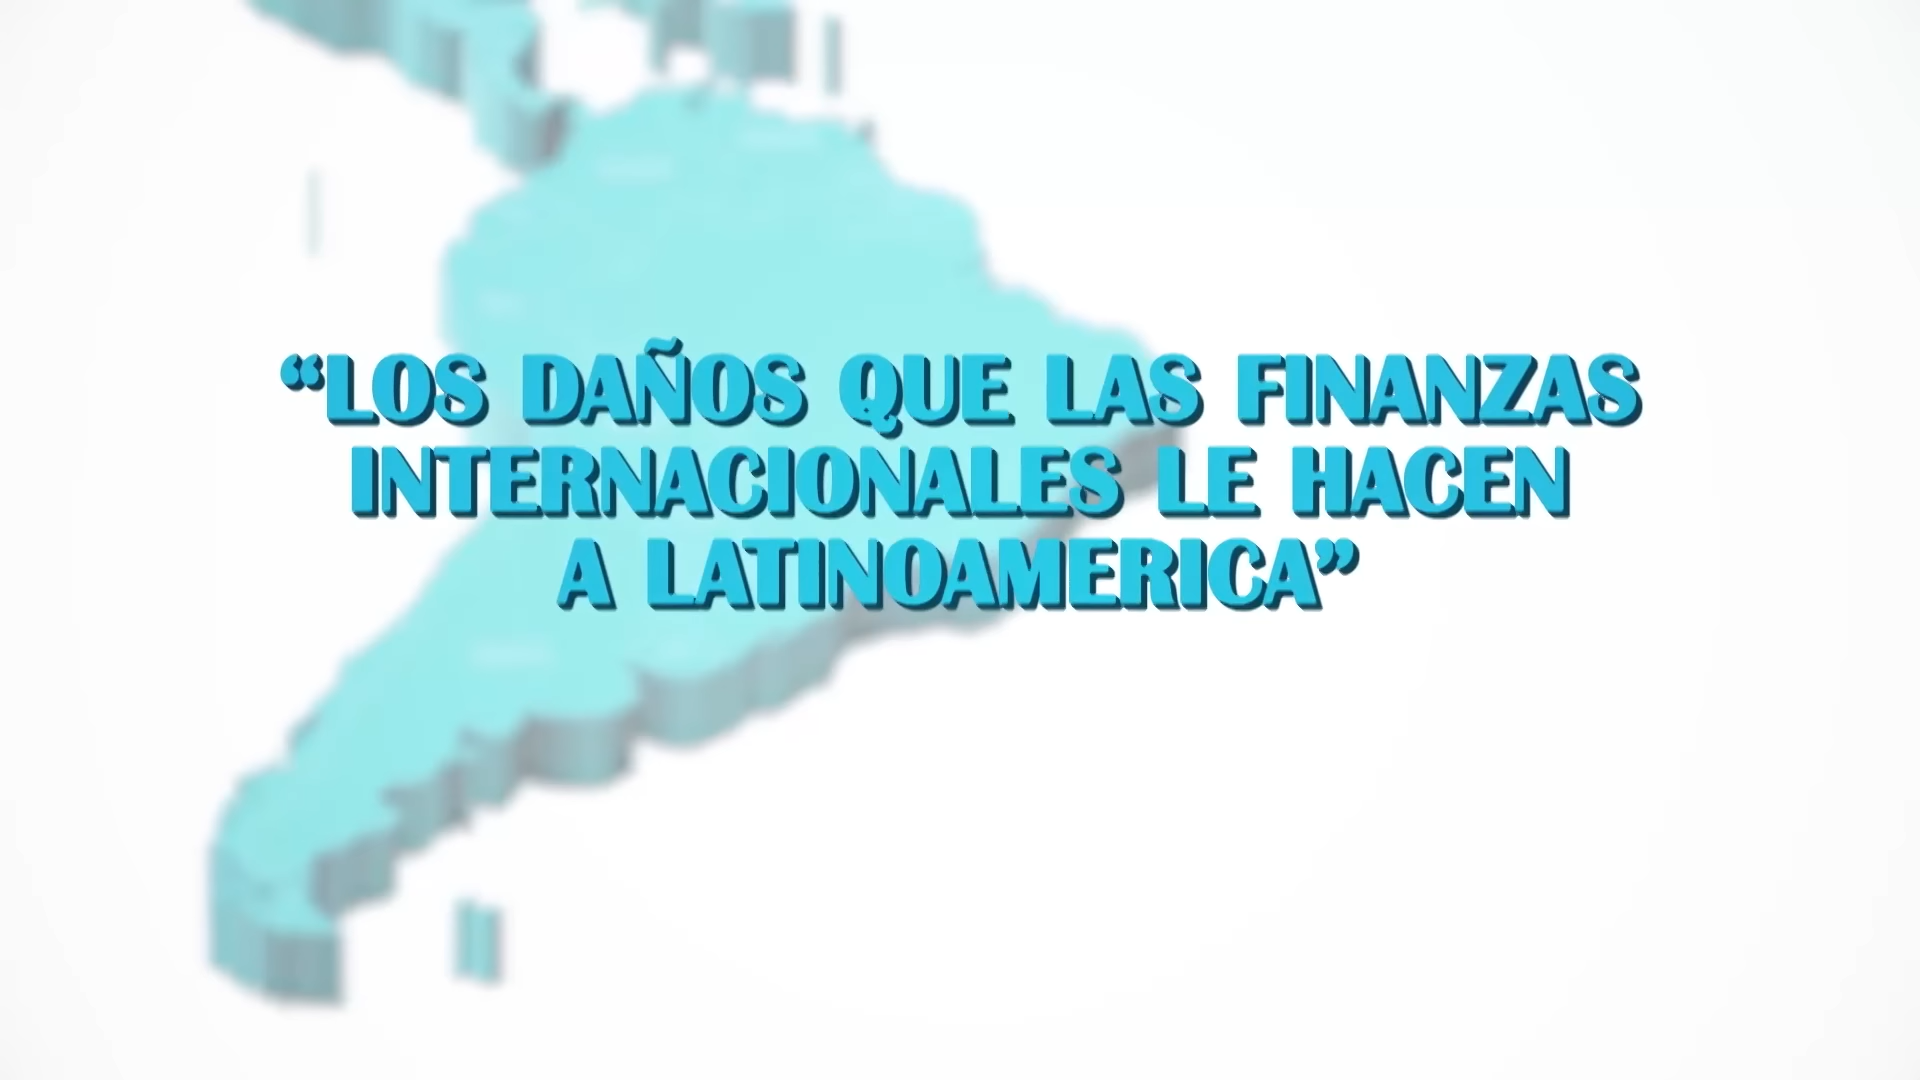 “LOS DAÑOS QUE LAS FINANZAS
INTERNACIONALES LE HACEN
A LATINOAMERICA”